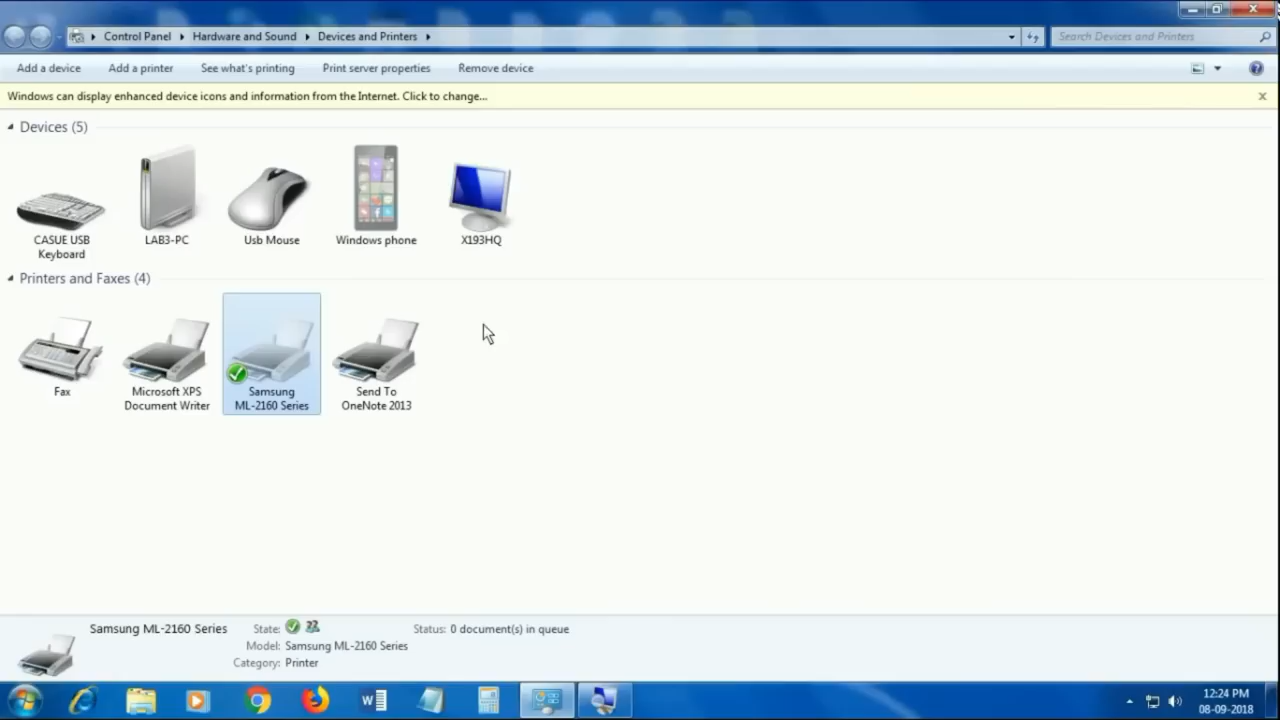 Control Panel Hardware and Sound Devices and Printers Search Devices and Printers
Add a device Add a printer See what's printing Print server properties Remove device
Windows can display enhanced device icons and information from the Internet. Click to change...
Devices (5)
CASUE USB
Keyboard
LAB3-PC
Usb Mouse
Windows phone
X193HQ
Printers and Faxes (4)
Fax
Microsoft XPS
Document Writer
Samsung
ML-2160 Series
Send To
OneNote 2013
Samsung ML-2160 Series State: Status: 0 document(s) in queue
Model: Samsung ML-2160 Series
Category: Printer
12:24 PM
08-09-2018